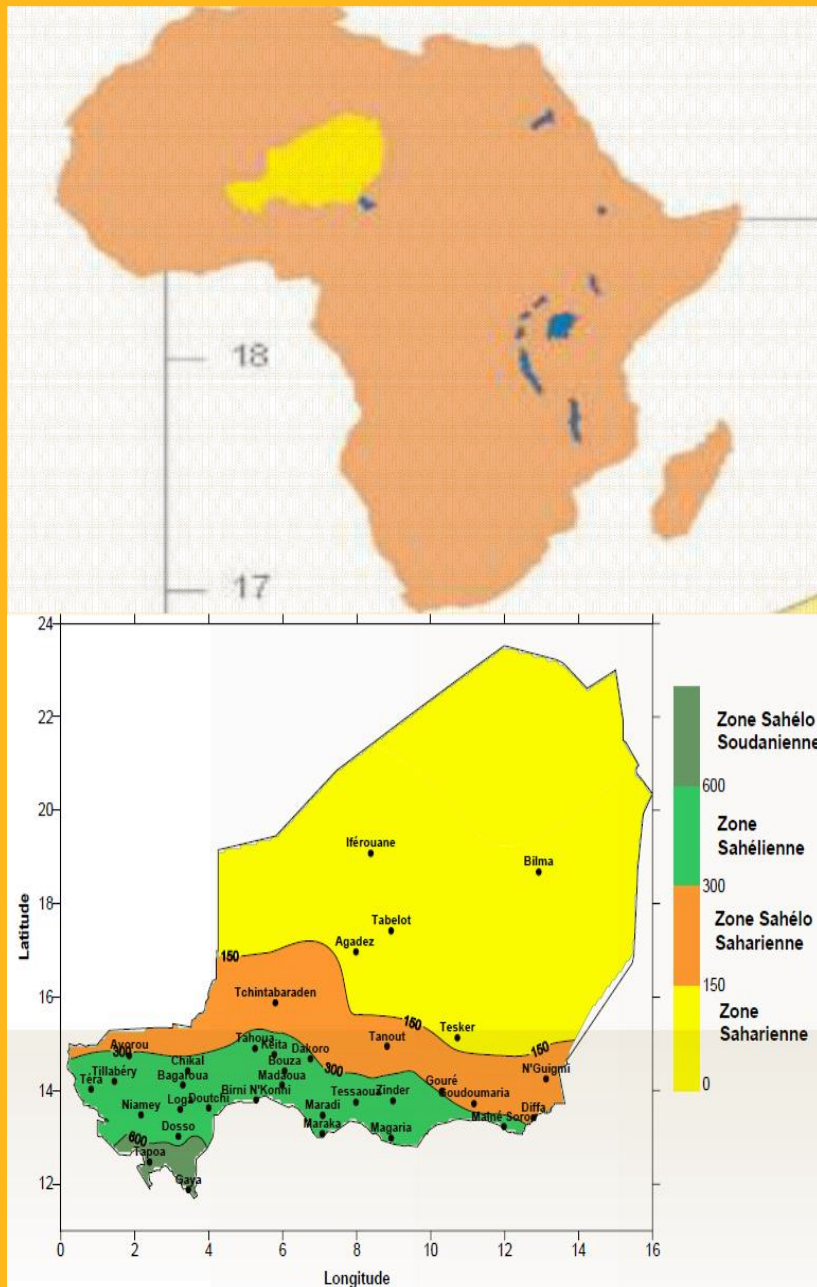 18
17
24
22
20
18
16
14
12
Latitude
0
2
4
6
8
10
12
14
16
Longitude
Iférouane
Bilma
Tabelot
Agadez
150
Tchintabaraden
150
Tesker
150
Ayorou
300
Tahoua
Keita
Dakoro
Tanout
N'Guigmi
Chikal
Bouza
300
Tillabéry
Bagaroua
Madaoua
Téra
Gouré
Loga
Doutchi
Birni N'Konni
Tessaoua
Zinder
Goudoumaria
Niamey
Maradi
Diffa
Dosso
Maraka
Magaria
Maïné Soroa
600
Tapoa
Gaya
Zone Sahélo
Soudanienne
600
Zone
Sahélienne
300
Zone Sahélo
Saharienne
150
Zone
Saharienne
0